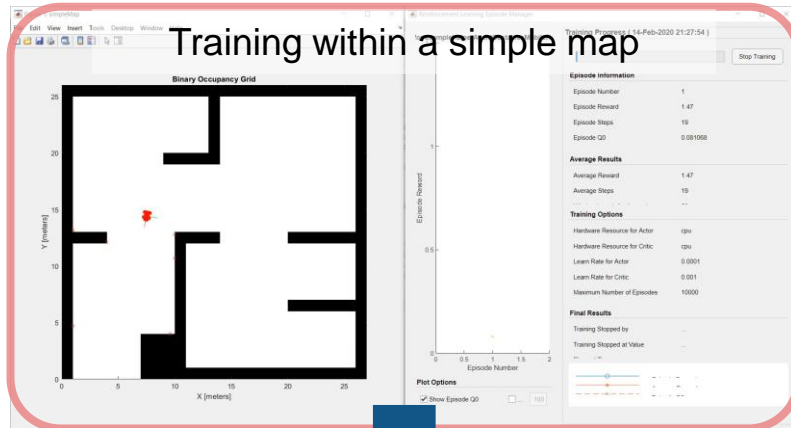 Training within a simple map
simpleMap
File Edit View Insert Tools Desktop Window
Reinforcement Learning Episode Manager
Training Progress ( 14-Feb-2020 21:27:54 )
Stop Training
Binary Occupancy Grid
Y [meters]
25
20
15
10
5
0
0 5 10 15 20 25
X [meters]
Episode Reward
1
0.5
0
0 0.5 1 1.5 2
Episode Number
Plot Options
Show Episode Q0
Episode Information
Episode Number 1
Episode Reward 1.47
Episode Steps 19
Episode Q0 0.081068
Average Results
Average Reward 1.47
Average Steps 19
Training Options
Hardware Resource for Actor cpu
Hardware Resource for Critic cpu
Learn Rate for Actor 0.0001
Learn Rate for Critic 0.001
Maximum Number of Episodes 10000
Final Results
Training Stopped by ...
Training Stopped at Value ...